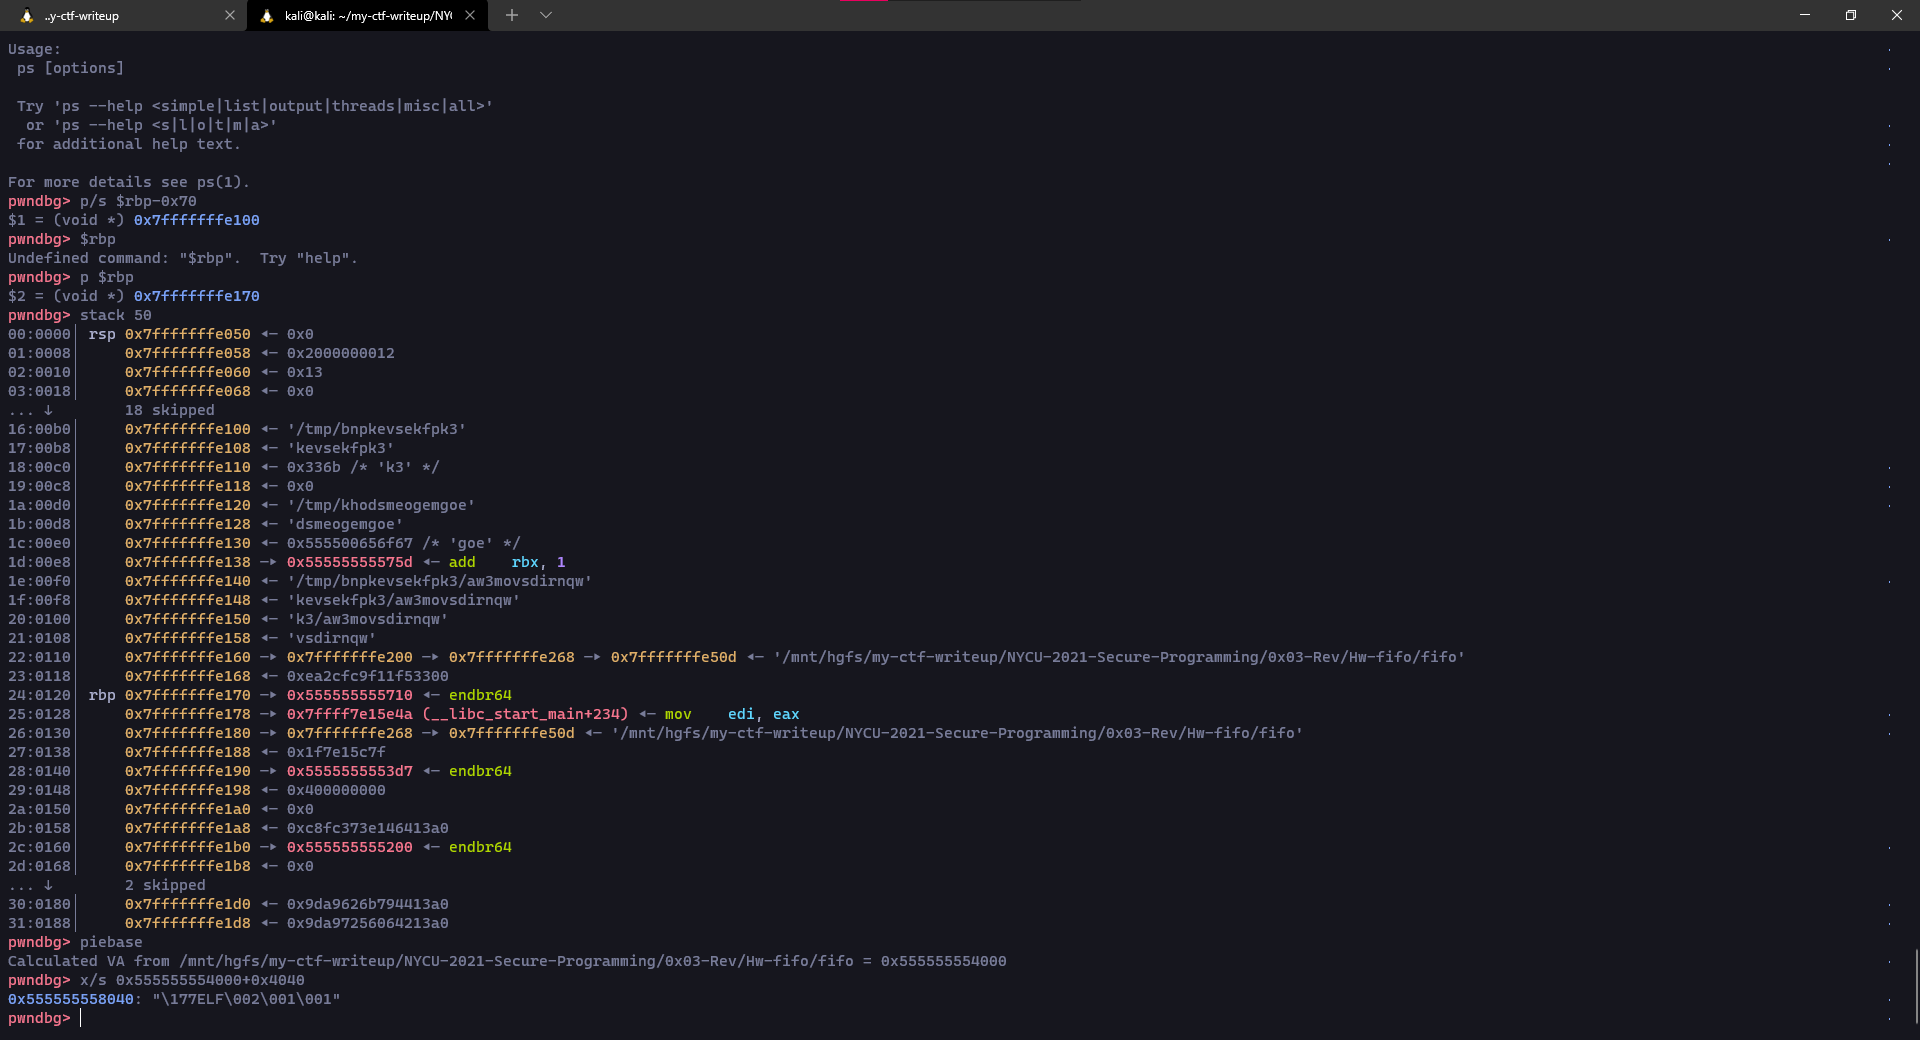 ..y-ctf-writeup
kali@kali: ~/my-ctf-writeup/NYC
Usage:
 ps [options]
 Try 'ps --help <simple|list|output|threads|misc|all>'
  or 'ps --help <s|l|o|t|m|a>'
 for additional help text.
For more details see ps(1).
pwndbg> p/s $rbp-0x70
$1 = (void *) 0x7fffffffe100
pwndbg> $rbp
Undefined command: "$rbp".  Try "help".
pwndbg> p $rbp
$2 = (void *) 0x7fffffffe170
pwndbg> stack 50
00:0000│ rsp 0x7fffffffe050 ◂— 0x0
01:0008│     0x7fffffffe058 ◂— 0x2000000012
02:0010│     0x7fffffffe060 ◂— 0x13
03:0018│     0x7fffffffe068 ◂— 0x0
... ↓        18 skipped
16:00b0│     0x7fffffffe100 ◂— '/tmp/bnpkevsekfpk3'
17:00b8│     0x7fffffffe108 ◂— 'kevsekfpk3'
18:00c0│     0x7fffffffe110 ◂— 0x336b /* 'k3' */
19:00c8│     0x7fffffffe118 ◂— 0x0
1a:00d0│     0x7fffffffe120 ◂— '/tmp/khodsmeogemgoe'
1b:00d8│     0x7fffffffe128 ◂— 'dsmeogemgoe'
1c:00e0│     0x7fffffffe130 ◂— 0x555500656f67 /* 'goe' */
1d:00e8│     0x7fffffffe138 —▸ 0x55555555575d ◂— add    rbx, 1
1e:00f0│     0x7fffffffe140 ◂— '/tmp/bnpkevsekfpk3/aw3movsdirnqw'
1f:00f8│     0x7fffffffe148 ◂— 'kevsekfpk3/aw3movsdirnqw'
20:0100│     0x7fffffffe150 ◂— 'k3/aw3movsdirnqw'
21:0108│     0x7fffffffe158 ◂— 'vsdirnqw'
22:0110│     0x7fffffffe160 —▸ 0x7fffffffe200 —▸ 0x7fffffffe268 —▸ 0x7fffffffe50d ◂— '/mnt/hgfs/my-ctf-writeup/NYCU-2021-Secure-Programming/0x03-Rev/Hw-fifo/fifo'
23:0118│     0x7fffffffe168 ◂— 0xea2cfc9f11f53300
24:0120│ rbp 0x7fffffffe170 —▸ 0x555555555710 ◂— endbr64
25:0128│     0x7fffffffe178 —▸ 0x7ffff7e15e4a (__libc_start_main+234) ◂— mov    edi, eax
26:0130│     0x7fffffffe180 —▸ 0x7fffffffe268 —▸ 0x7fffffffe50d ◂— '/mnt/hgfs/my-ctf-writeup/NYCU-2021-Secure-Programming/0x03-Rev/Hw-fifo/fifo'
27:0138│     0x7fffffffe188 ◂— 0x1f7e15c7f
28:0140│     0x7fffffffe190 —▸ 0x5555555553d7 ◂— endbr64
29:0148│     0x7fffffffe198 ◂— 0x400000000
2a:0150│     0x7fffffffe1a0 ◂— 0x0
2b:0158│     0x7fffffffe1a8 ◂— 0xc8fc373e146413a0
2c:0160│     0x7fffffffe1b0 —▸ 0x555555555200 ◂— endbr64
2d:0168│     0x7fffffffe1b8 ◂— 0x0
... ↓        2 skipped
30:0180│     0x7fffffffe1d0 ◂— 0x9da9626b794413a0
31:0188│     0x7fffffffe1d8 ◂— 0x9da97256064213a0
pwndbg> piebase
Calculated VA from /mnt/hgfs/my-ctf-writeup/NYCU-2021-Secure-Programming/0x03-Rev/Hw-fifo/fifo = 0x555555554000
pwndbg> x/s 0x555555554000+0x4040
0x555555558040: "\177ELF\002\001\001"
pwndbg>